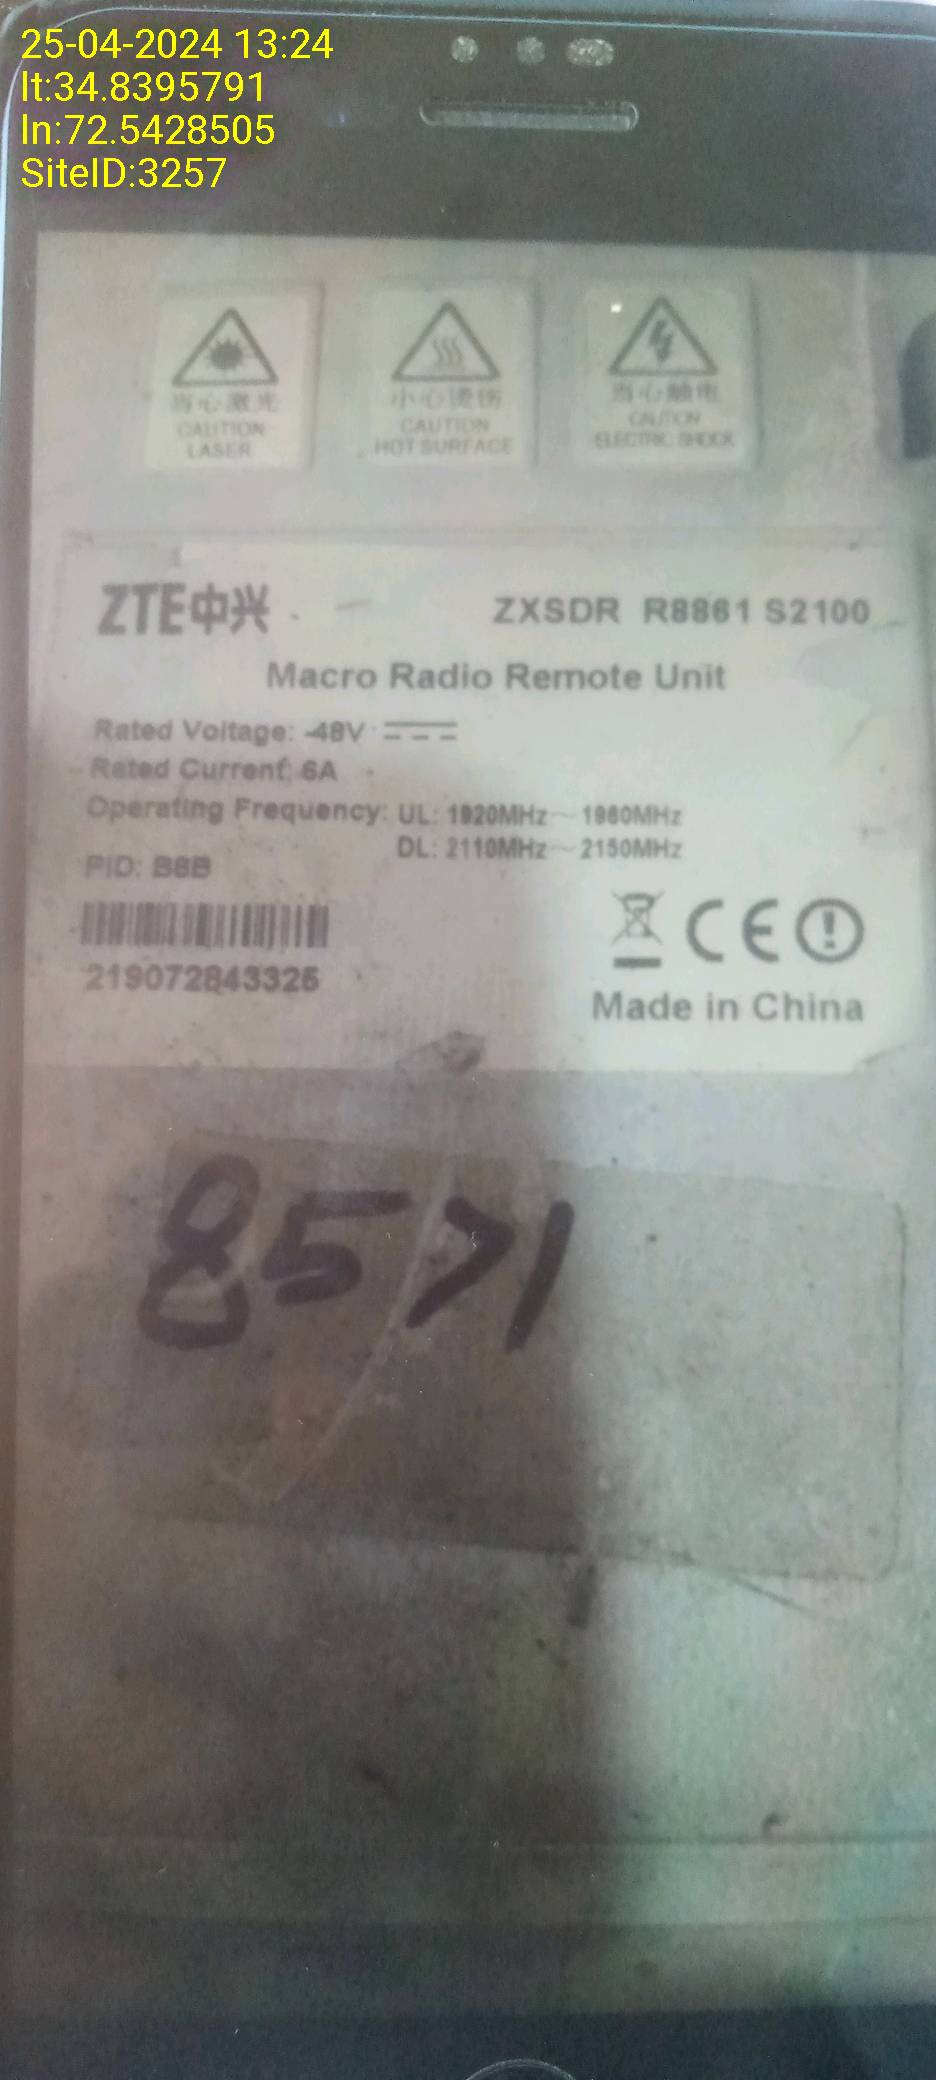 25-04-2024 13:24
lt:34.8395791
ln:72.5428505
SiteID:3257
当心激光
CAUTION
LASER
小心烫伤
CAUTION
HOT SURFACE
当心触电
CAUTION
ELECTRIC SHOCK
ZTE中兴 ZXSDR R8861 S2100
Macro Radio Remote Unit
Rated Voltage: -48V
Rated Current: 6A
Operating Frequency: UL: 1920MHz~1960MHz
DL: 2110MHz~2150MHz
PID: B8B
219072843325
CE
Made in China
8571